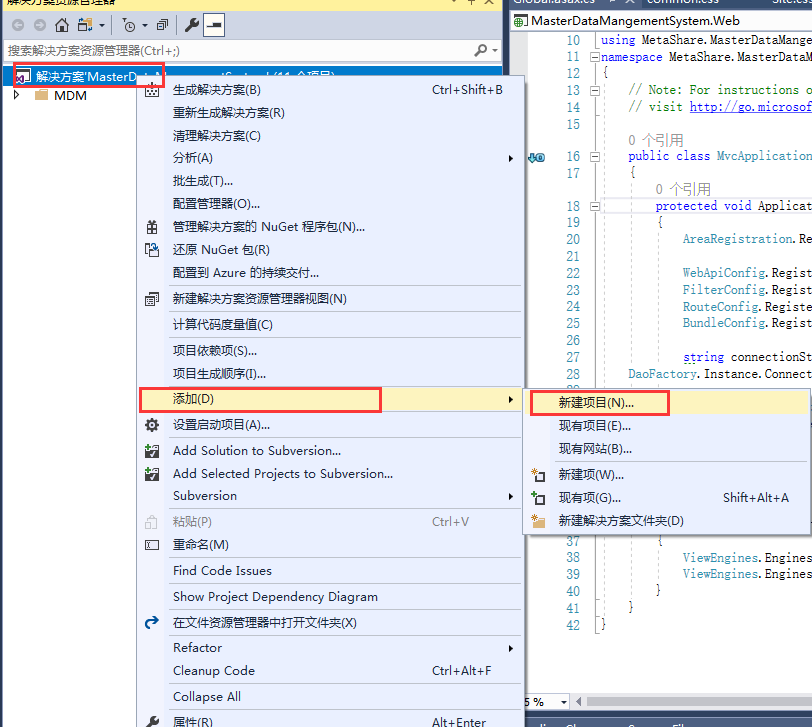 解决方案资源管理器
搜索解决方案资源管理器(Ctrl+;)
解决方案'MasterData
MDM
生成解决方案(B) Ctrl+Shift+B
重新生成解决方案(R)
清理解决方案(C)
分析(A)
批生成(T)...
配置管理器(O)...
管理解决方案的 NuGet 程序包(N)...
还原 NuGet 包(R)
配置到 Azure 的持续交付...
新建解决方案资源管理器视图(N)
计算代码度量值(C)
项目依赖项(S)...
项目生成顺序(I)...
添加(D)
设置启动项目(A)...
Add Solution to Subversion...
Add Selected Projects to Subversion...
Subversion
粘贴(P) Ctrl+V
重命名(M)
Find Code Issues
Show Project Dependency Diagram
在文件资源管理器中打开文件夹(X)
Refactor
Cleanup Code Ctrl+Alt+F
Collapse All
属性(R) Alt+Enter
新建项目(N)...
现有项目(E)...
现有网站(B)...
新建项(W)...
现有项(G)... Shift+Alt+A
新建解决方案文件夹(D)
Global.asax.cs common.css Site.css
MasterDataMangementSystem.Web
10 using MetaShare.MasterDataMange
11 namespace MetaShare.MasterDataM
12 {
13 // Note: For instructions o
14 // visit http://go.microsof
15
0 个引用
16 public class MvcApplication
17 {
0 个引用
18 protected void Applicat
19 {
20 AreaRegistration.Re
21
22 WebApiConfig.Regist
23 FilterConfig.Regist
24 RouteConfig.Registe
25 BundleConfig.Regist
26
27 string connectionSt
28 DaoFactory.Instance.Connect
37 {
38 ViewEngines.Engines
39 ViewEngines.Engines
40 }
41 }
42 }
5 %